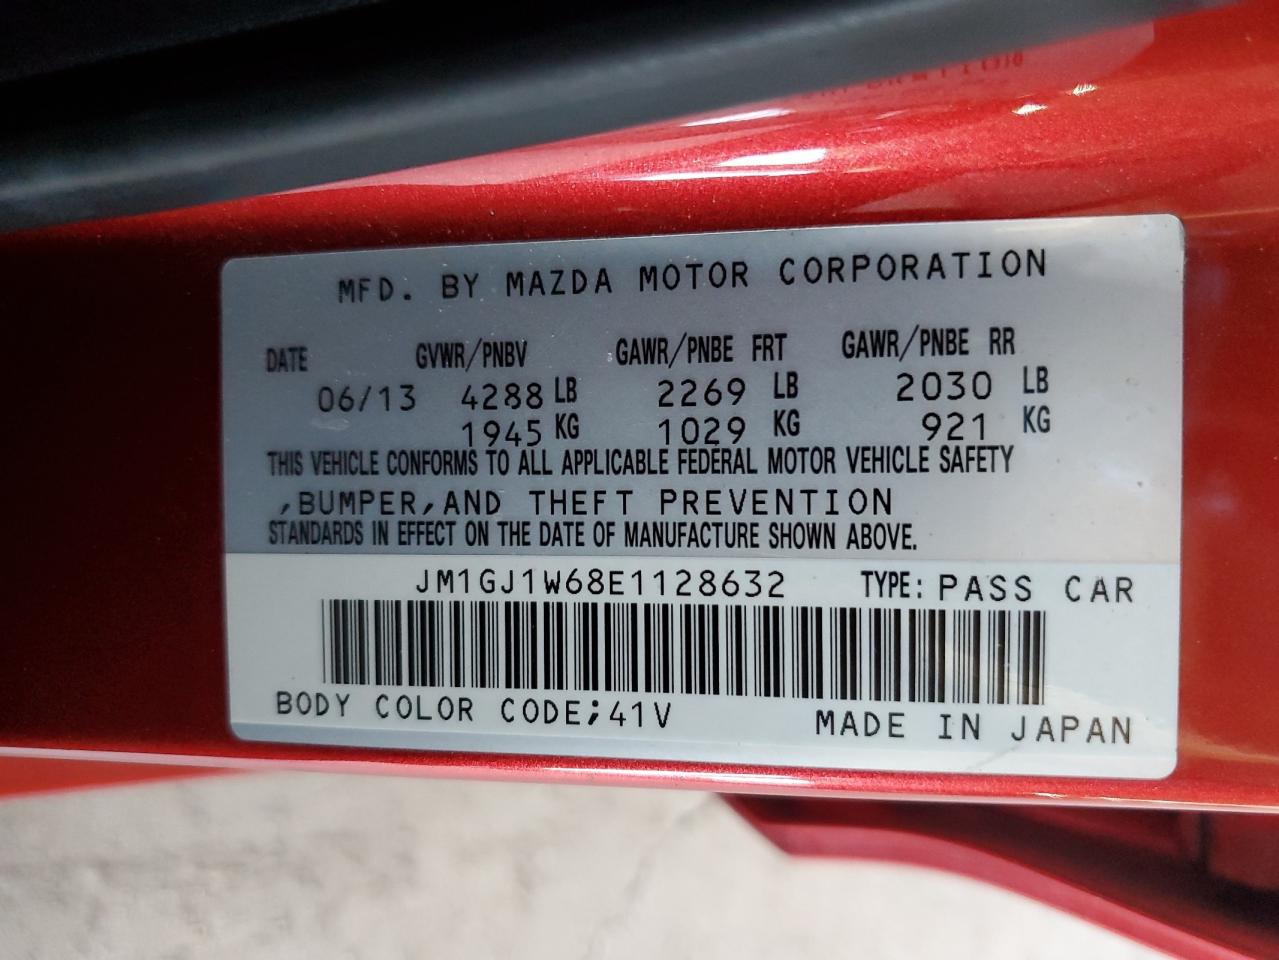 MFD. BY MAZDA MOTOR CORPORATION
DATE GVWR/PNBV GAWR/PNBE FRT GAWR/PNBE RR
06/13 4288 LB 2269 LB 2030 LB
1945 KG 1029 KG 921 KG
THIS VEHICLE CONFORMS TO ALL APPLICABLE FEDERAL MOTOR VEHICLE SAFETY
,BUMPER,AND THEFT PREVENTION
STANDARDS IN EFFECT ON THE DATE OF MANUFACTURE SHOWN ABOVE.
JM1GJ1W68E1128632 TYPE: PASS CAR
BODY COLOR CODE;41V MADE IN JAPAN